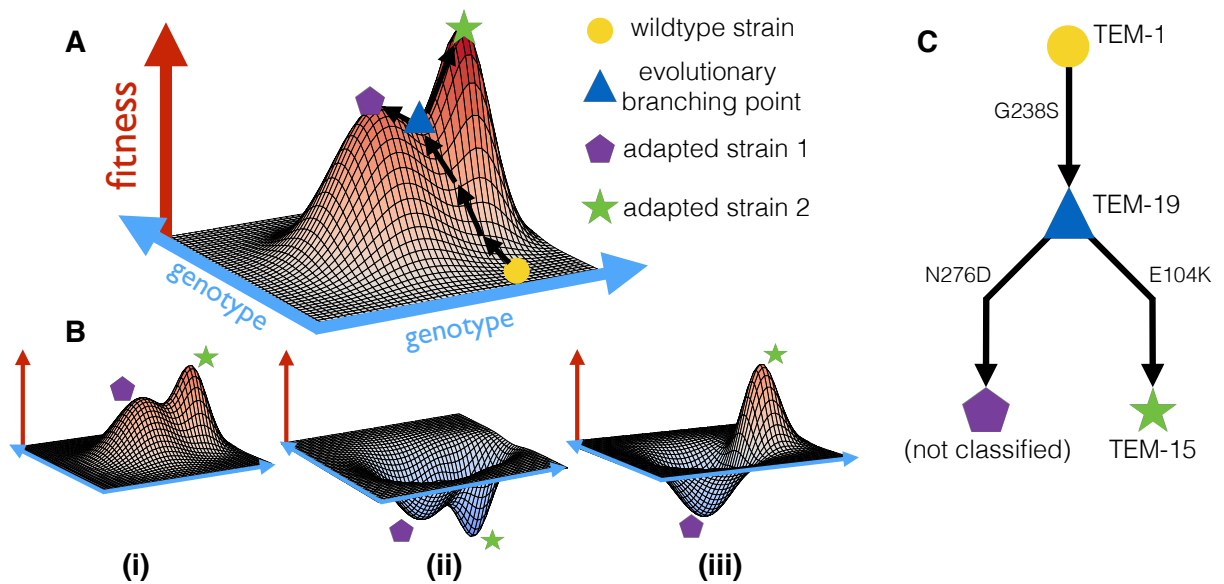 A
fitness
genotype
genotype
wildtype strain
evolutionary
branching point
adapted strain 1
adapted strain 2
B
(i)
(ii)
(iii)
C
TEM-1
G238S
TEM-19
N276D
E104K
(not classified)
TEM-15